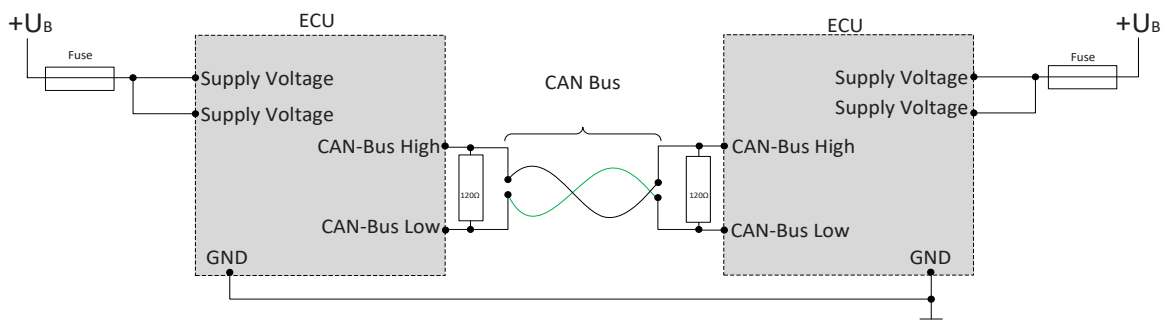 +UB
Fuse
ECU
Supply Voltage
Supply Voltage
CAN-Bus High
120Ω
CAN-Bus Low
GND
CAN Bus
ECU
+UB
Fuse
Supply Voltage
Supply Voltage
CAN-Bus High
120Ω
CAN-Bus Low
GND